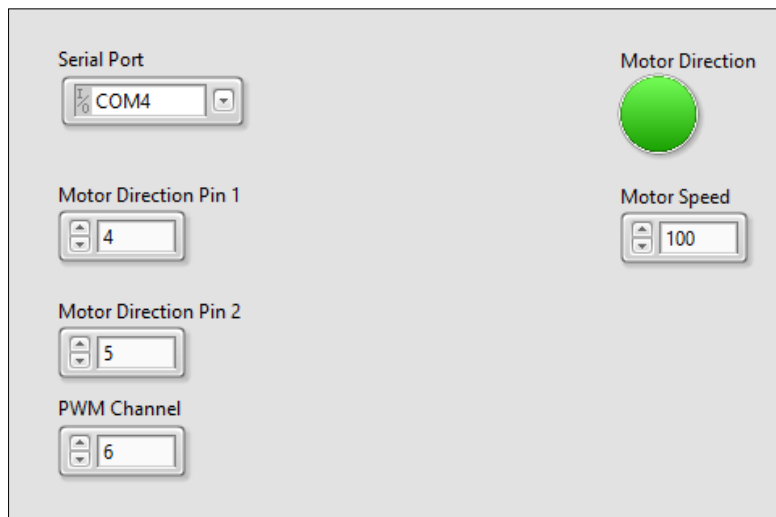 Serial Port
COM4
Motor Direction
Motor Direction Pin 1
4
Motor Speed
100
Motor Direction Pin 2
5
PWM Channel
6